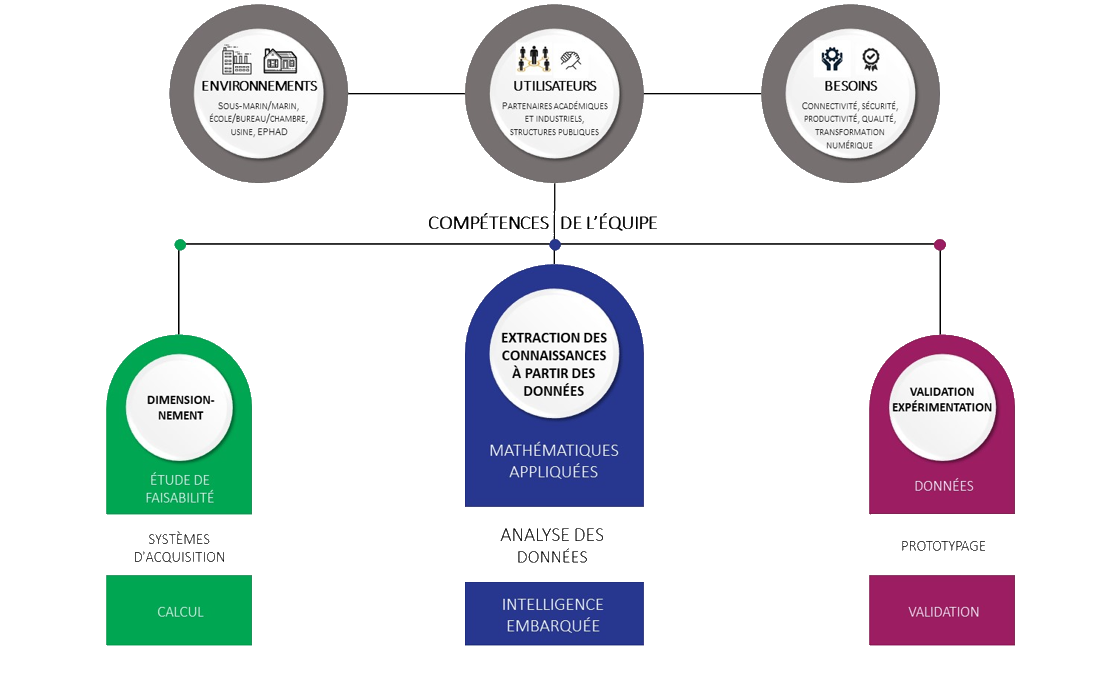 ENVIRONNEMENTS
SOUS-MARIN/MARIN,
ÉCOLE/BUREAU/CHAMBRE,
USINE, EPHAD
UTILISATEURS
PARTENAIRES ACADÉMIQUES
ET INDUSTRIELS,
STRUCTURES PUBLIQUES
BESOINS
CONNECTIVITÉ, SÉCURITÉ,
PRODUCTIVITÉ, QUALITÉ,
TRANSFORMATION
NUMÉRIQUE
COMPÉTENCES DE L'ÉQUIPE
DIMENSION-
NEMENT
ÉTUDE DE
FAISABILITÉ
SYSTÈMES
D'ACQUISITION
CALCUL
EXTRACTION DES
CONNAISSANCES
À PARTIR DES
DONNÉES
MATHÉMATIQUES
APPLIQUÉES
ANALYSE DES
DONNÉES
INTELLIGENCE
EMBARQUÉE
VALIDATION
EXPÉRIMENTATION
DONNÉES
PROTOTYPAGE
VALIDATION